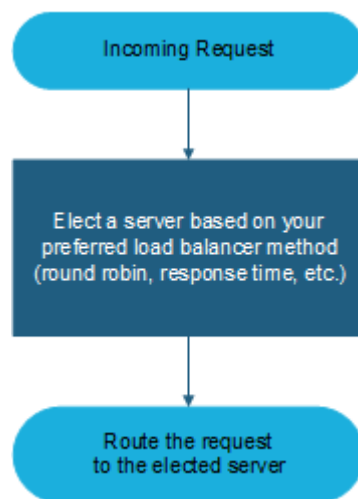 Incoming Request
Elect a server based on your
preferred load balancer method
(round robin, response time, etc.)
Route the request
to the elected server